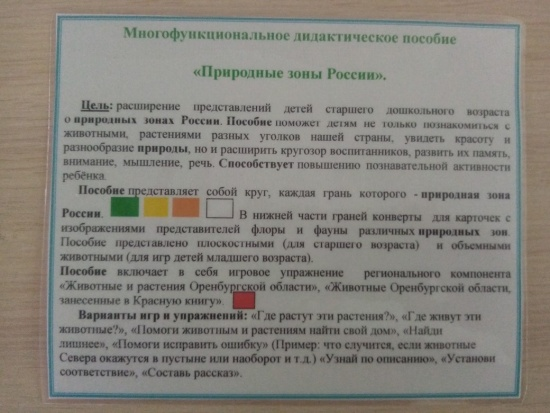 Многофункциональное дидактическое пособие
«Природные зоны России».
Цель: расширение представлений детей старшего дошкольного возраста
о природных зонах России. Пособие поможет детям не только познакомиться с
животными, растениями разных уголков нашей страны, увидеть красоту и
разнообразие природы, но и расширить кругозор воспитанников, развить их память,
внимание, мышление, речь. Способствует повышению познавательной активности
ребёнка.
Пособие представляет собой круг, каждая грань которого - природная зона
России. В нижней части граней конверты для карточек с
изображениями представителей флоры и фауны различных природных зон.
Пособие представлено плоскостными (для старшего возраста) и объемными
животными (для игр детей младшего возраста).
Пособие включает в себя игровое упражнение регионального компонента
«Животные и растения Оренбургской области», «Животные Оренбургской области,
занесенные в Красную книгу».
Варианты игр и упражнений: «Где растут эти растения?», «Где живут эти
животные?», «Помоги животным и растениям найти свой дом», «Найди
лишнее», «Помоги исправить ошибку» (Пример: что случится, если животные
Севера окажутся в пустыне или наоборот и т.д.) «Узнай по описанию», «Установи
соответствие», «Составь рассказ».